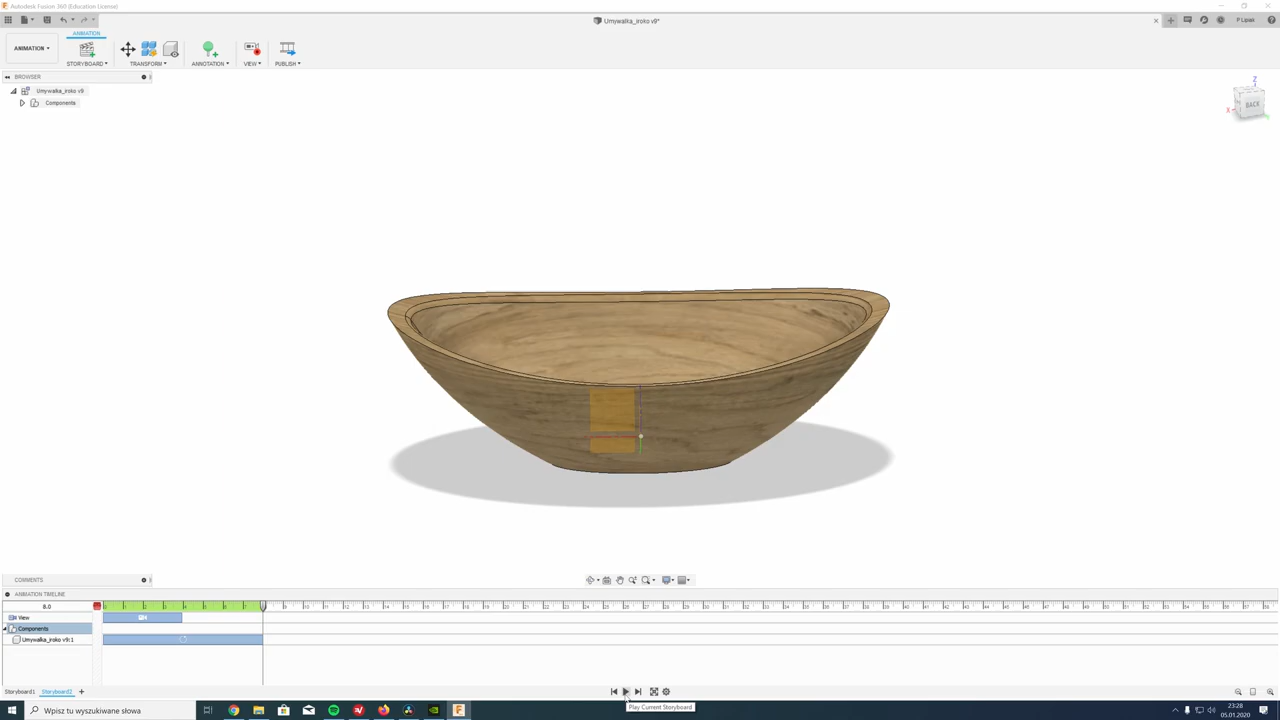 Autodesk Fusion 360 (Education License)
Umywalka_iroko v9*
P Lipski
ANIMATION
ANIMATION
STORYBOARD
TRANSFORM
ANNOTATION
VIEW
PUBLISH
BROWSER
Umywalka_iroko v9
Components
Z
X
BACK
COMMENTS
ANIMATION TIMELINE
8.0
View
Components
Umywalka_iroko v9:1
Storyboard1 Storyboard2
Play Current Storyboard
Wpisz tu wyszukiwane słowa
23:28
05.01.2020